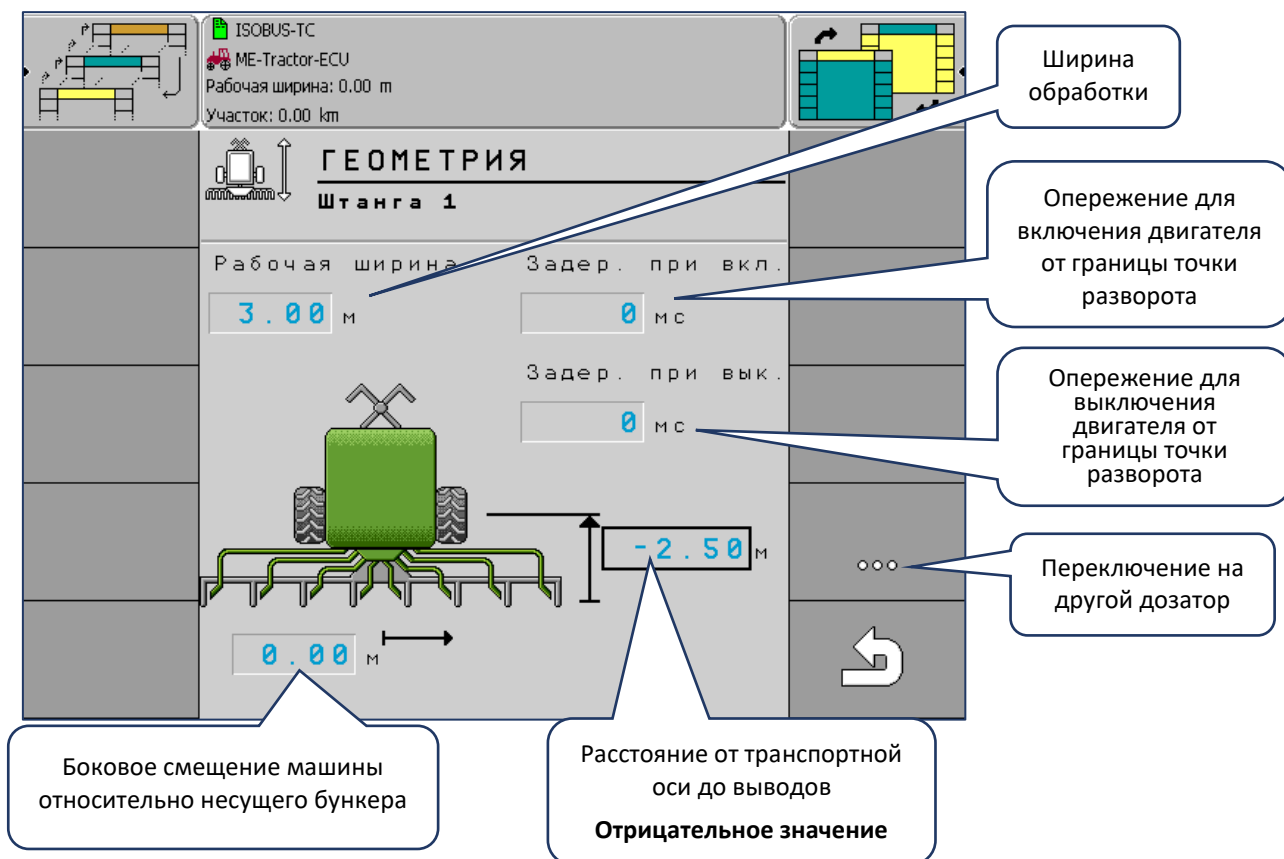 ISOBUS-TC
ME-Tractor-ECU
Рабочая ширина: 0.00 m
Участок: 0.00 km
ГЕОМЕТРИЯ
Штанга 1
Рабочая ширина
3.00 м
Задер. при вкл.
0 мс
Задер. при вык.
0 мс
-2.50 м
0.00 м
Ширина
обработки
Опережение для
включения двигателя
от границы точки
разворота
Опережение для
выключения
двигателя от
границы точки
разворота
Переключение на
другой дозатор
Боковое смещение машины
относительно несущего бункера
Расстояние от транспортной
оси до выводов
Отрицательное значение